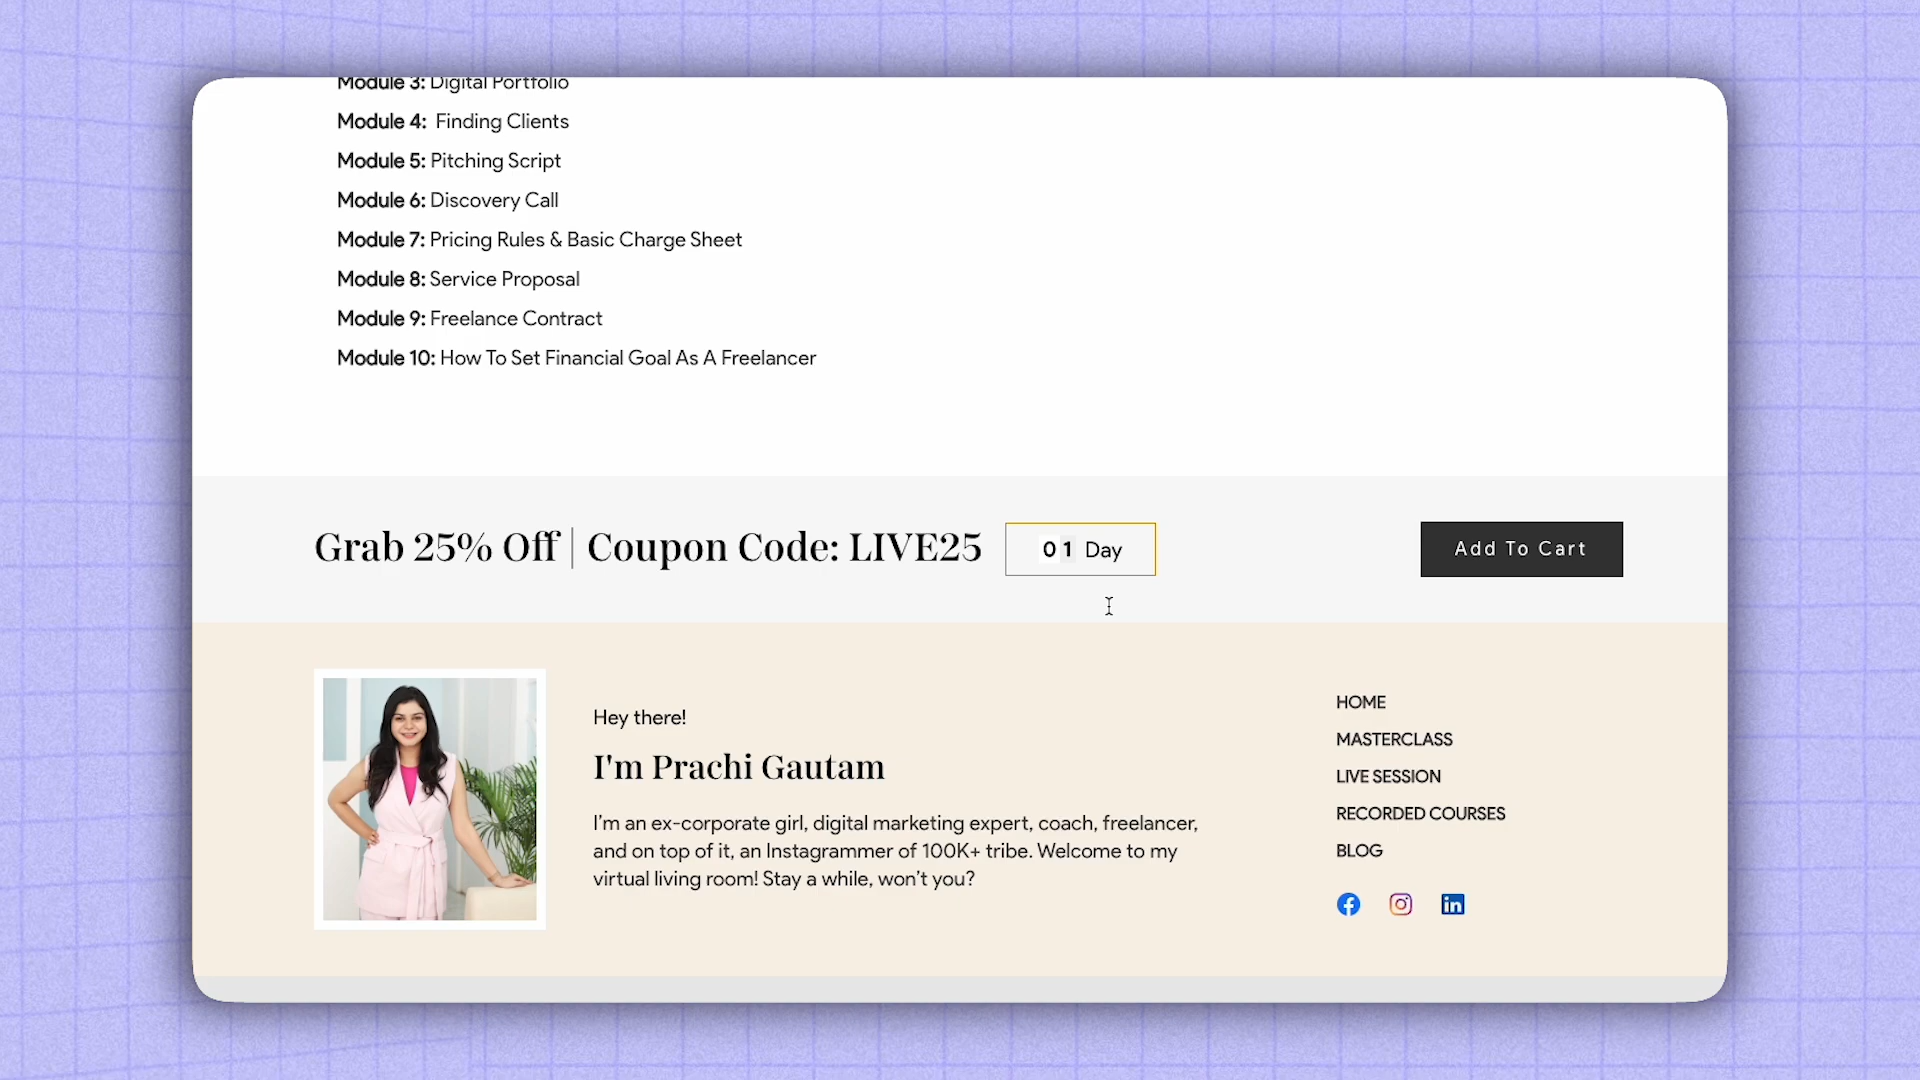 Module 3: Digital Portfolio
Module 4: Finding Clients
Module 5: Pitching Script
Module 6: Discovery Call
Module 7: Pricing Rules & Basic Charge Sheet
Module 8: Service Proposal
Module 9: Freelance Contract
Module 10: How To Set Financial Goal As A Freelancer
Grab 25% Off | Coupon Code: LIVE25
01 Day
Add To Cart
Hey there!
I'm Prachi Gautam
I'm an ex-corporate girl, digital marketing expert, coach, freelancer,
and on top of it, an Instagrammer of 100K+ tribe. Welcome to my
virtual living room! Stay a while, won't you?
HOME
MASTERCLASS
LIVE SESSION
RECORDED COURSES
BLOG